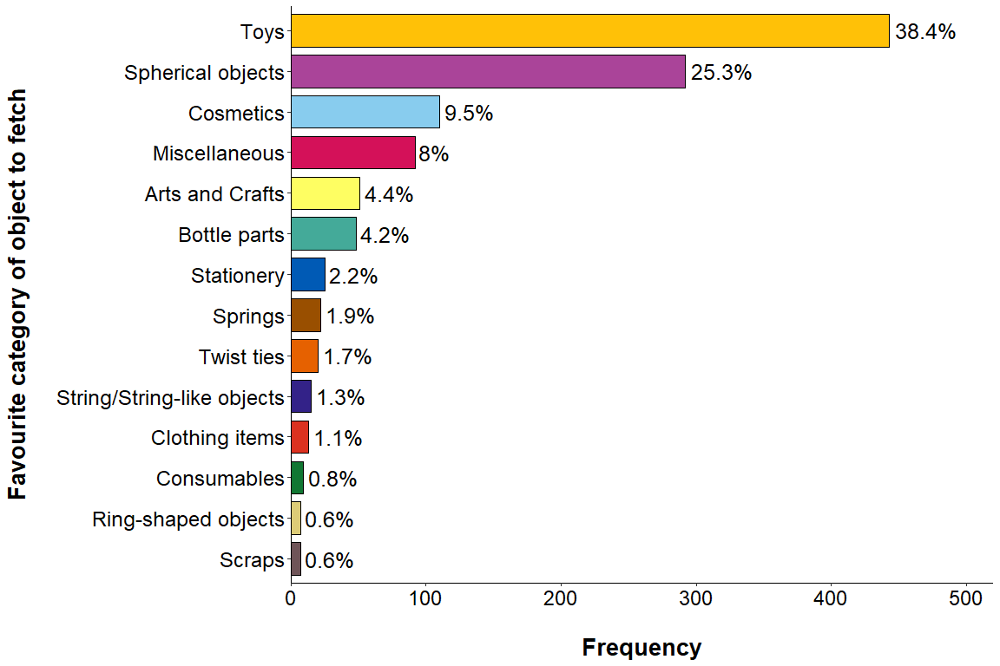 Favourite category of object to fetch
Toys 38.4%
Spherical objects 25.3%
Cosmetics 9.5%
Miscellaneous 8%
Arts and Crafts 4.4%
Bottle parts 4.2%
Stationery 2.2%
Springs 1.9%
Twist ties 1.7%
String/String-like objects 1.3%
Clothing items 1.1%
Consumables 0.8%
Ring-shaped objects 0.6%
Scraps 0.6%
0 100 200 300 400 500
Frequency